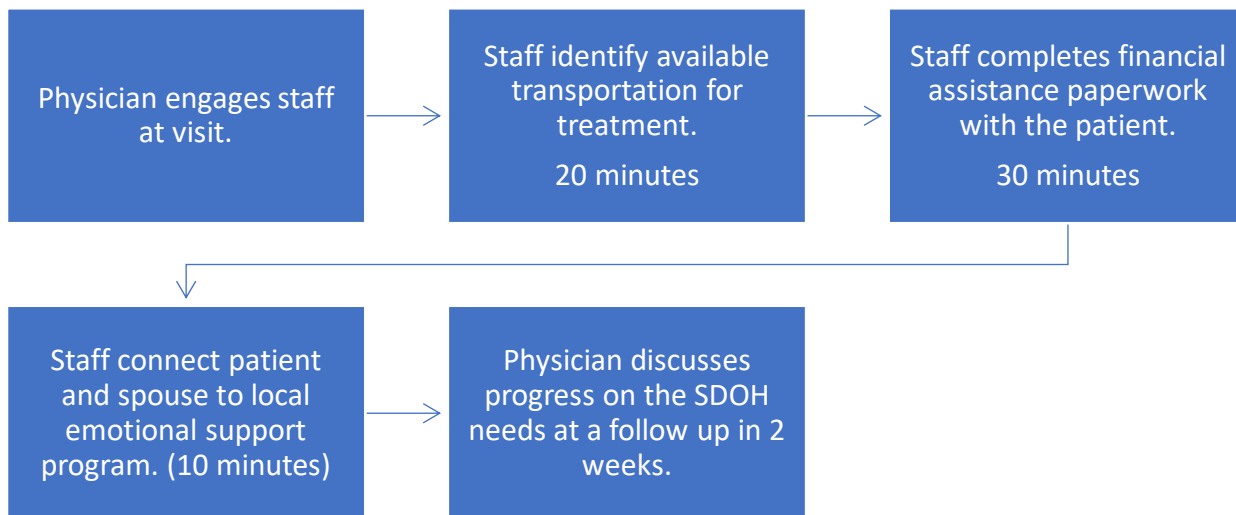 Physician engages staff
at visit.
Staff identify available
transportation for
treatment.
20 minutes
Staff completes financial
assistance paperwork
with the patient.
30 minutes
Staff connect patient
and spouse to local
emotional support
program. (10 minutes)
Physician discusses
progress on the SDOH
needs at a follow up in 2
weeks.